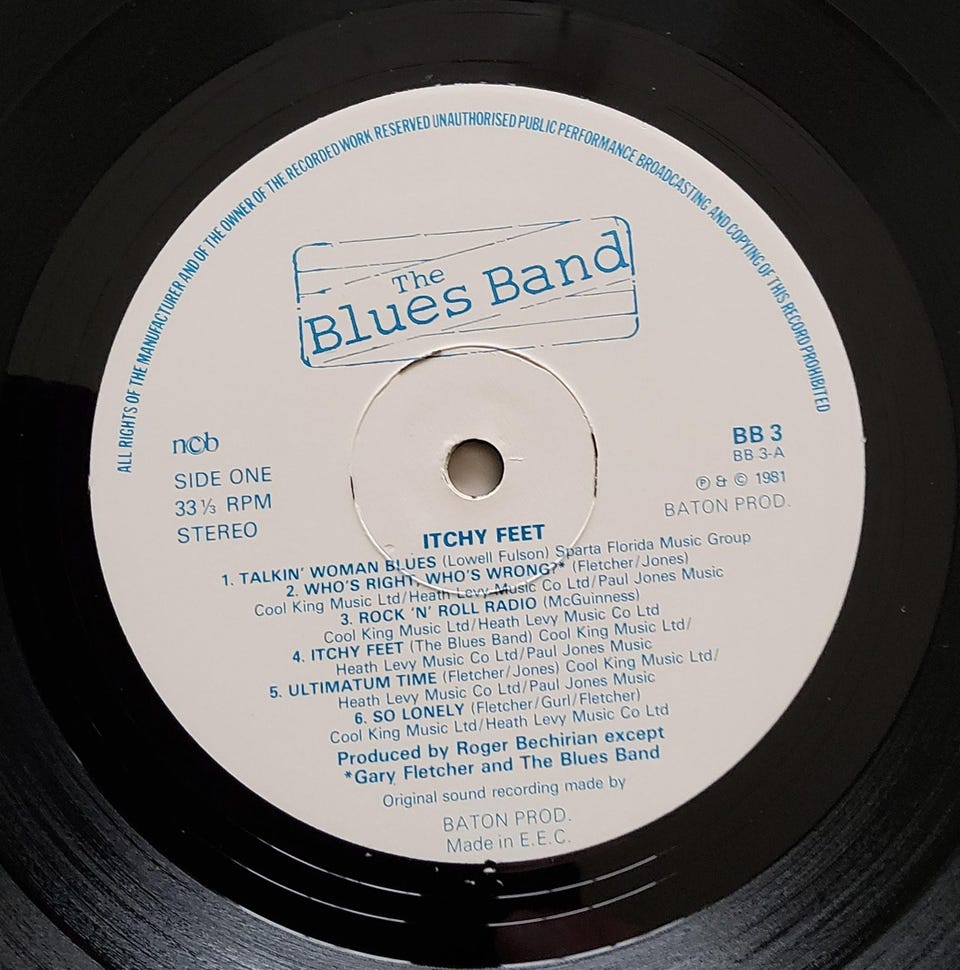 ALL RIGHTS OF THE MANUFACTURER AND OF THE OWNER OF THE RECORDED WORK RESERVED UNAUTHORISED PUBLIC PERFORMANCE BROADCASTING AND COPYING OF THIS RECORD PROHIBITED
The
Blues Band
ncb
SIDE ONE
33⅓ RPM
STEREO
BB 3
BB 3-A
℗ & © 1981
BATON PROD.
ITCHY FEET
1. TALKIN' WOMAN BLUES (Lowell Fulson) Sparta Florida Music Group
2. WHO'S RIGHT, WHO'S WRONG?* (Fletcher/Jones)
Cool King Music Ltd/Heath Levy Music Co Ltd/Paul Jones Music
3. ROCK 'N' ROLL RADIO (McGuinness)
Cool King Music Ltd/Heath Levy Music Co Ltd
4. ITCHY FEET (The Blues Band) Cool King Music Ltd/
Heath Levy Music Co Ltd/Paul Jones Music
5. ULTIMATUM TIME (Fletcher/Jones) Cool King Music Ltd/
Heath Levy Music Co Ltd/Paul Jones Music
6. SO LONELY (Fletcher/Gurl/Fletcher)
Cool King Music Ltd/Heath Levy Music Co Ltd
Produced by Roger Bechirian except
*Gary Fletcher and The Blues Band
Original sound recording made by
BATON PROD.
Made in E.E.C.